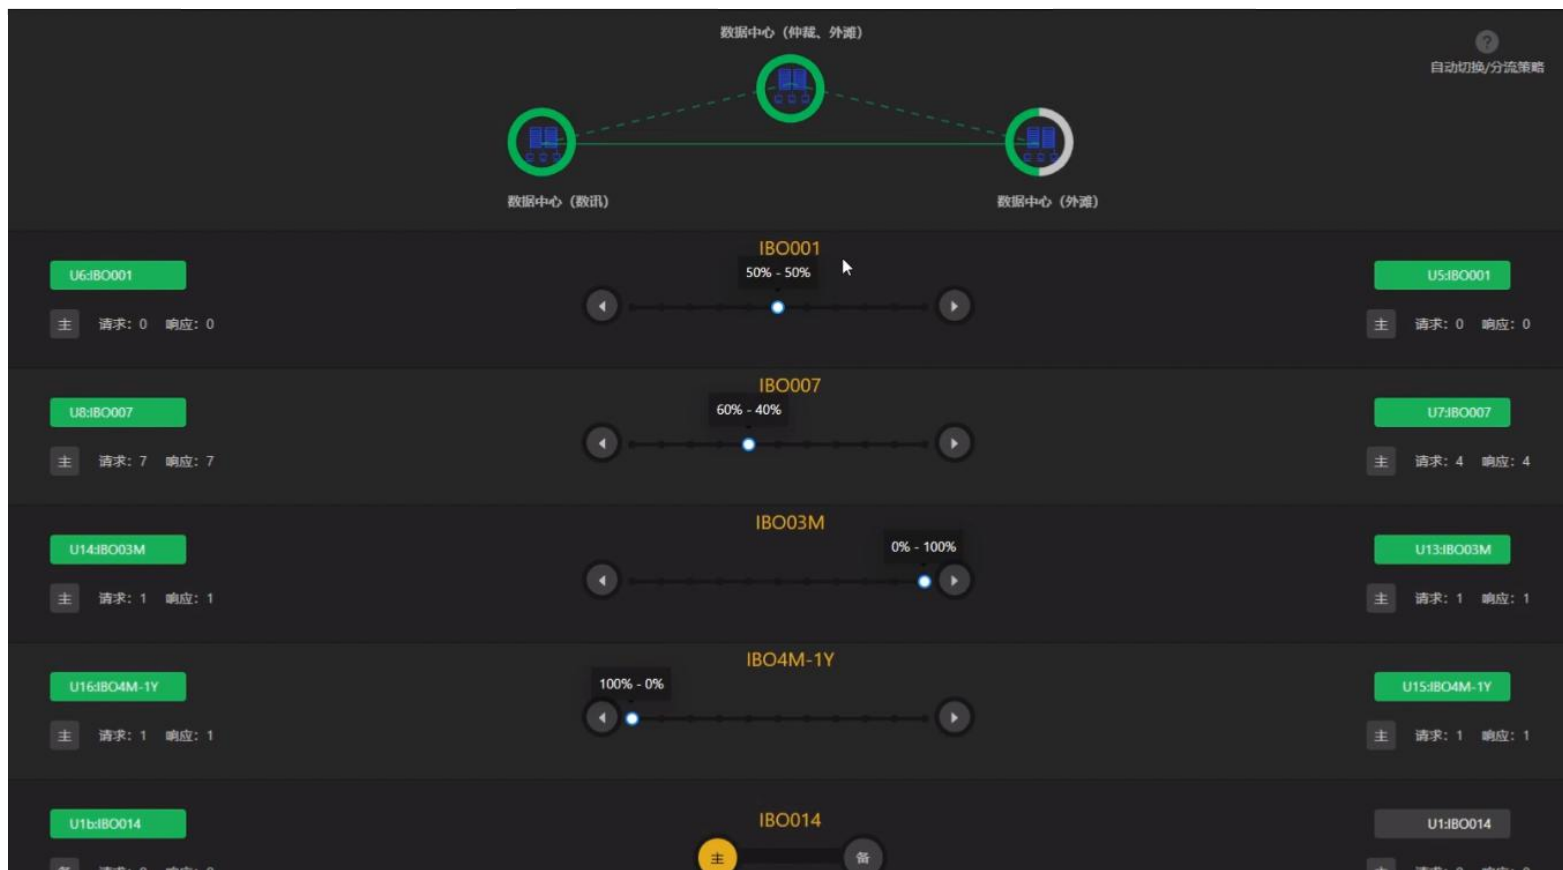 数据中心（仲裁、外滩）
?
自动切换/分流策略
数据中心（数讯）
数据中心（外滩）
IBO001
U6:IBO001
50% - 50%
U5:IBO001
主 请求：0 响应：0
主 请求：0 响应：0
IBO007
U8:IBO007
60% - 40%
U7:IBO007
主 请求：7 响应：7
主 请求：4 响应：4
IBO03M
U14:IBO03M
0% - 100%
U13:IBO03M
主 请求：1 响应：1
主 请求：1 响应：1
IBO4M-1Y
U16:IBO4M-1Y
100% - 0%
U15:IBO4M-1Y
主 请求：1 响应：1
主 请求：1 响应：1
IBO014
U1b:IBO014
U1:IBO014
主 备